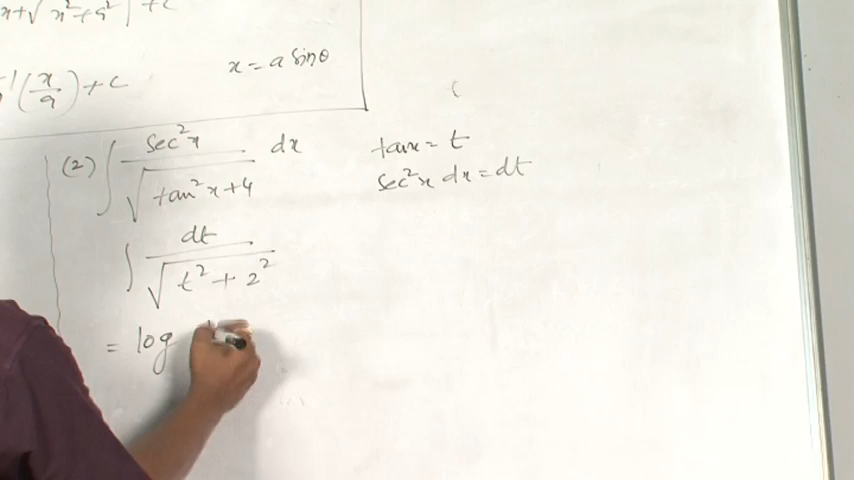 x+√x²+a²| + c
x = a sinθ
⁻¹(x/a) + c
(2) ∫ sec²x / √tan²x+4 dx
tanx = t
sec²x dx = dt
∫ dt / √t² + 2²
= log